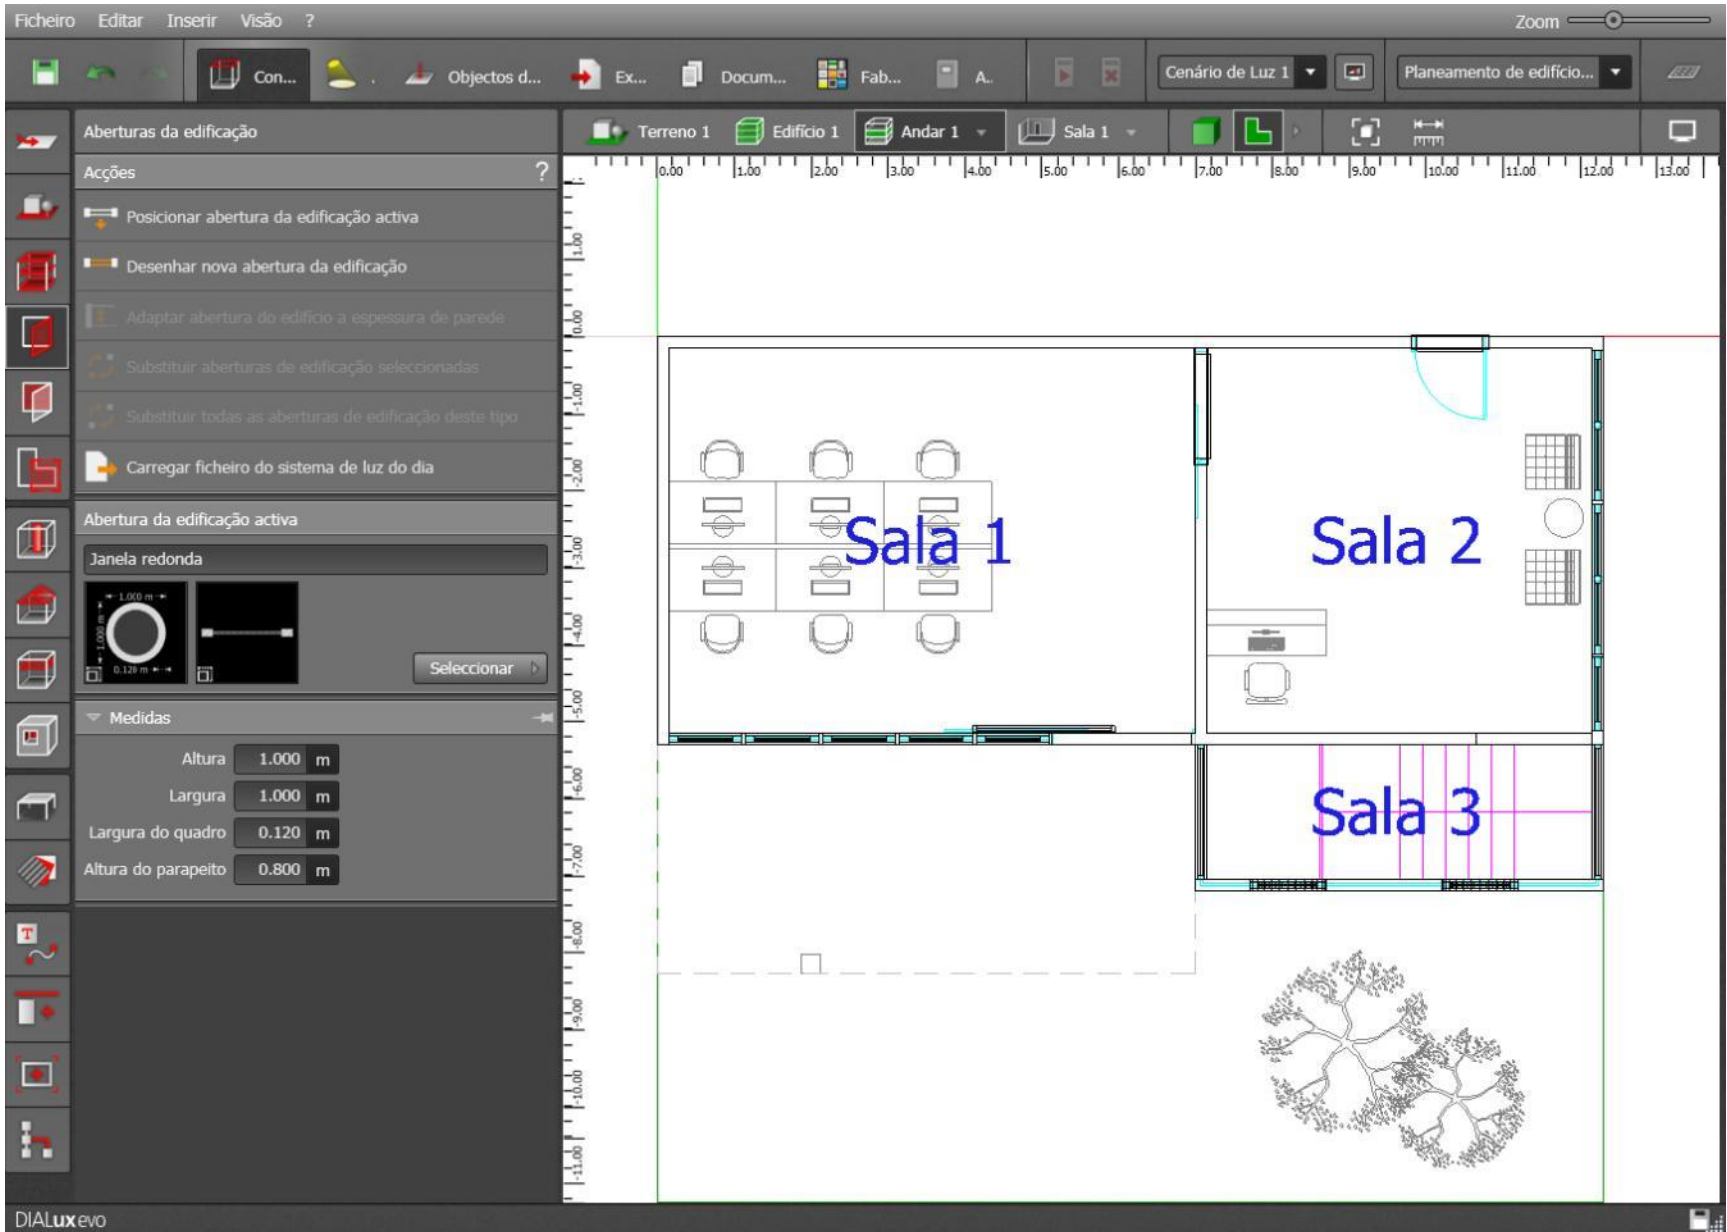 Ficheiro Editar Inserir Visão ? Zoom
Con... . Objectos d... Ex... Docum... Fab... A.. Cenário de Luz 1 Planeamento de edifício...
Aberturas da edificação
Terreno 1 Edifício 1 Andar 1 Sala 1
Acções ?
0.00 1.00 2.00 3.00 4.00 5.00 6.00 7.00 8.00 9.00 10.00 11.00 12.00 13.00
Posicionar abertura da edificação activa
Desenhar nova abertura da edificação
Adaptar abertura do edifício a espessura de parede
Substituir aberturas de edificação seleccionadas
Substituir todas as aberturas de edificação deste tipo
Carregar ficheiro do sistema de luz do dia
Abertura da edificação activa
Janela redonda
1.000 m
1.000 m
0.120 m
Seleccionar
Medidas
Altura 1.000 m
Largura 1.000 m
Largura do quadro 0.120 m
Altura do parapeito 0.800 m
1.00
0.00
-1.00
-2.00
-3.00
-4.00
-5.00
-6.00
-7.00
-8.00
-9.00
-10.00
-11.00
Sala 1
Sala 2
Sala 3
T
DIALux evo